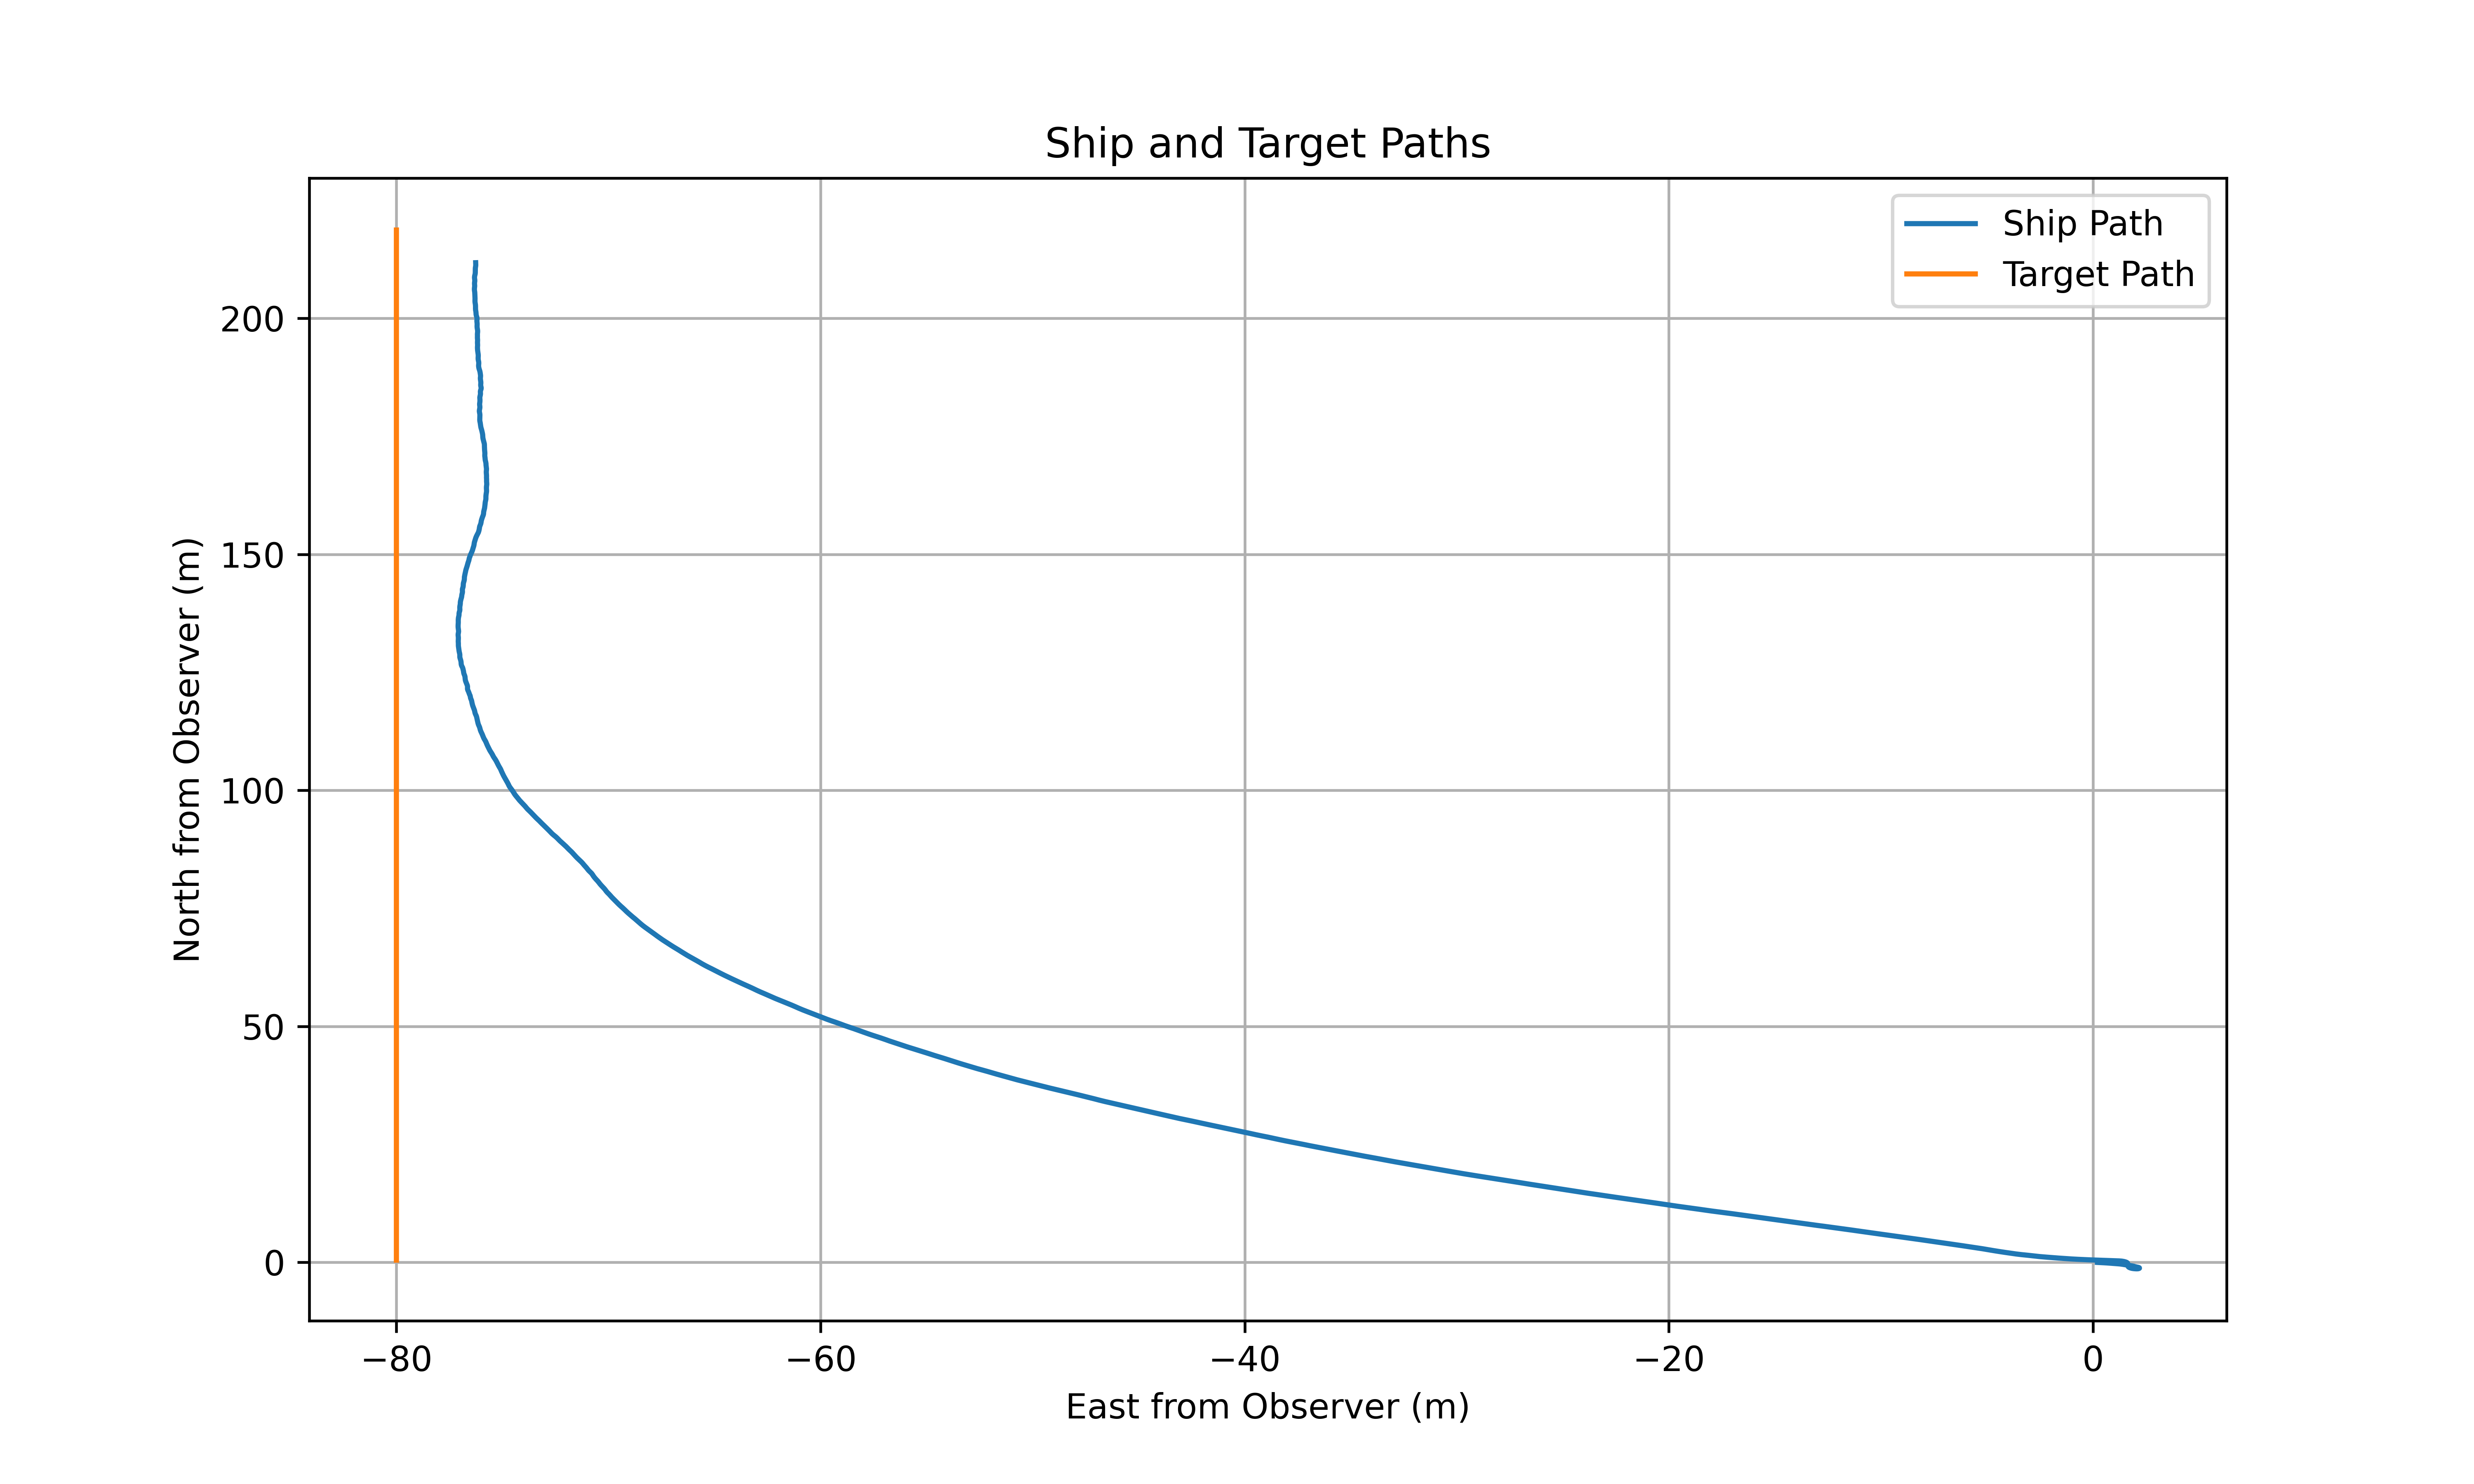 Ship and Target Paths
Ship Path
Target Path
North from Observer (m)
200
150
100
50
0
−80
−60
−40
−20
0
East from Observer (m)